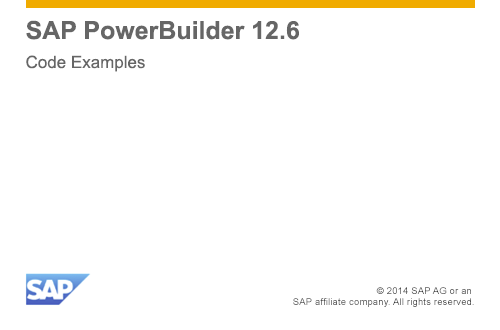 SAP PowerBuilder 12.6
Code Examples
SAP
© 2014 SAP AG or an
SAP affiliate company. All rights reserved.